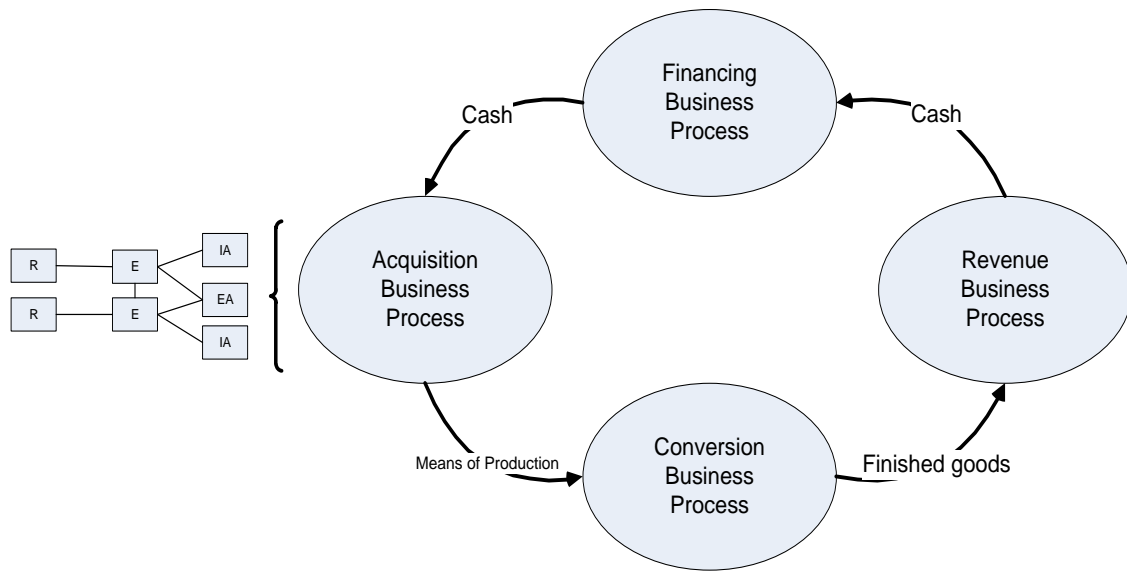 Financing
Business
Process
Cash
Cash
Acquisition
Business
Process
Revenue
Business
Process
R
E
IA
EA
R
E
IA
Means of Production
Conversion
Business
Process
Finished goods